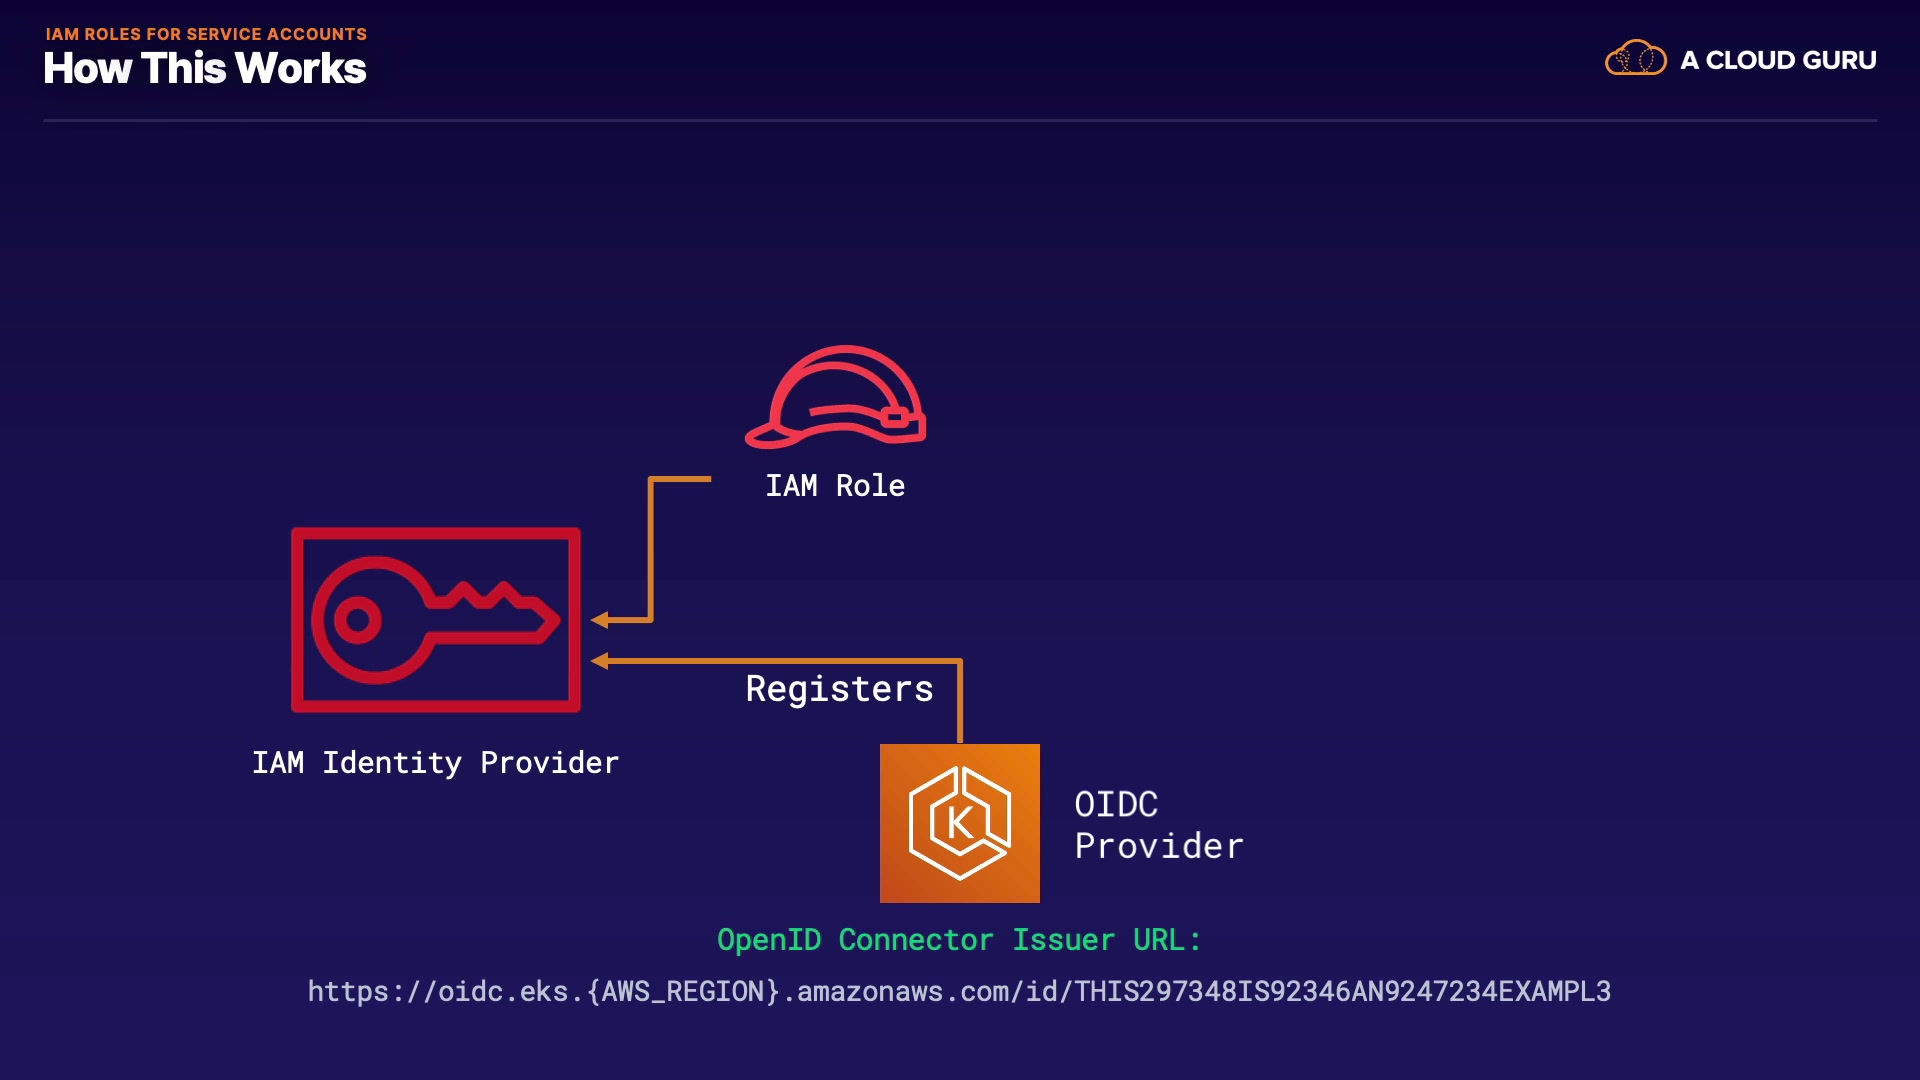 IAM ROLES FOR SERVICE ACCOUNTS
How This Works
A CLOUD GURU
IAM Role
Registers
IAM Identity Provider
K
OIDC
Provider
OpenID Connector Issuer URL:
https://oidc.eks.{AWS_REGION}.amazonaws.com/id/THIS297348IS92346AN9247234EXAMPL3